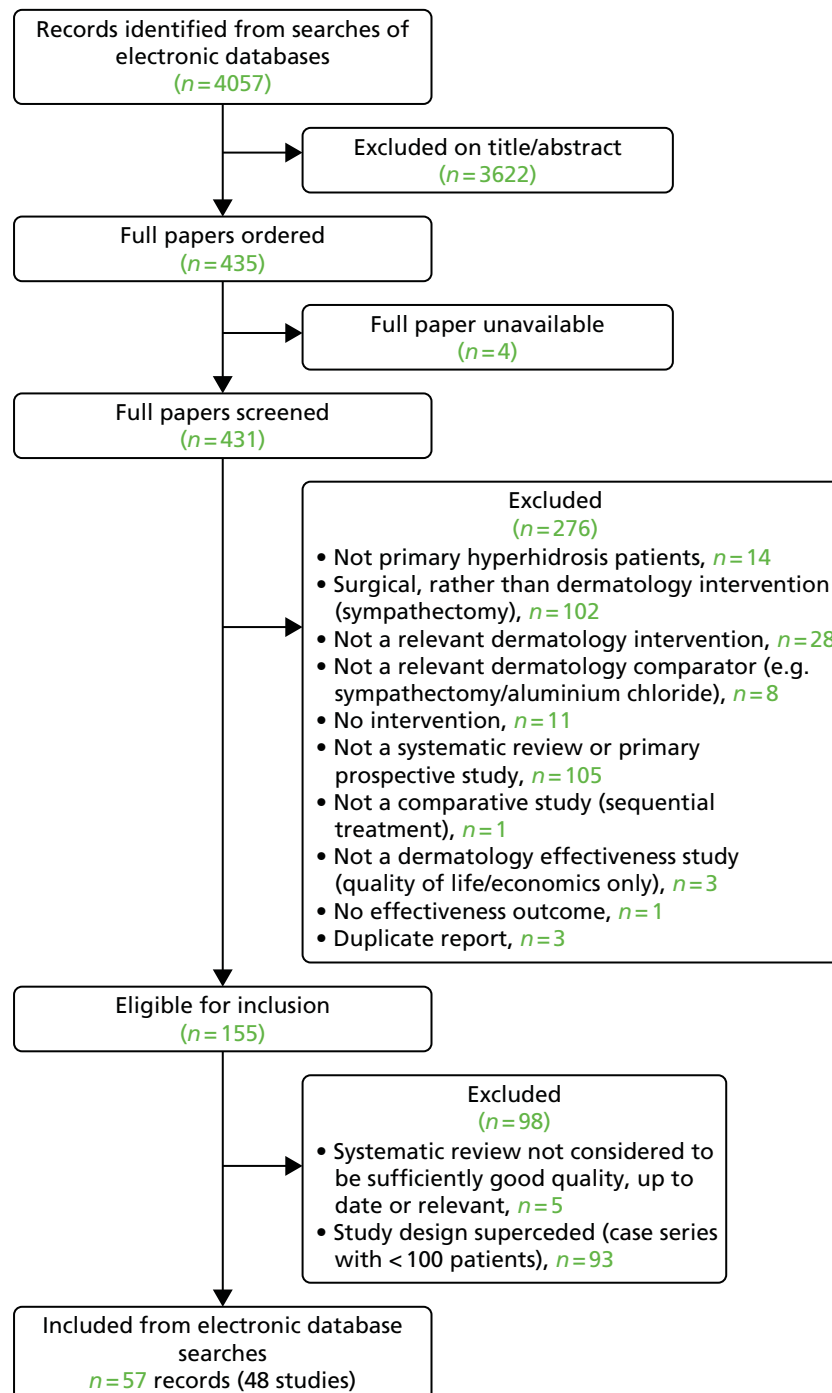 Records identified from searches of
electronic databases
(n=4057)
Excluded on title/abstract
(n=3622)
Full papers ordered
(n=435)
Full paper unavailable
(n=4)
Full papers screened
(n=431)
Excluded
(n=276)
• Not primary hyperhidrosis patients, n=14
• Surgical, rather than dermatology intervention
(sympathectomy), n=102
• Not a relevant dermatology intervention, n=28
• Not a relevant dermatology comparator (e.g.
sympathectomy/aluminium chloride), n=8
• No intervention, n=11
• Not a systematic review or primary
prospective study, n=105
• Not a comparative study (sequential
treatment), n=1
• Not a dermatology effectiveness study
(quality of life/economics only), n=3
• No effectiveness outcome, n=1
• Duplicate report, n=3
Eligible for inclusion
(n=155)
Excluded
(n=98)
• Systematic review not considered to
be sufficiently good quality, up to
date or relevant, n=5
• Study design superceded (case series
with <100 patients), n=93
Included from electronic database
searches
n=57 records (48 studies)